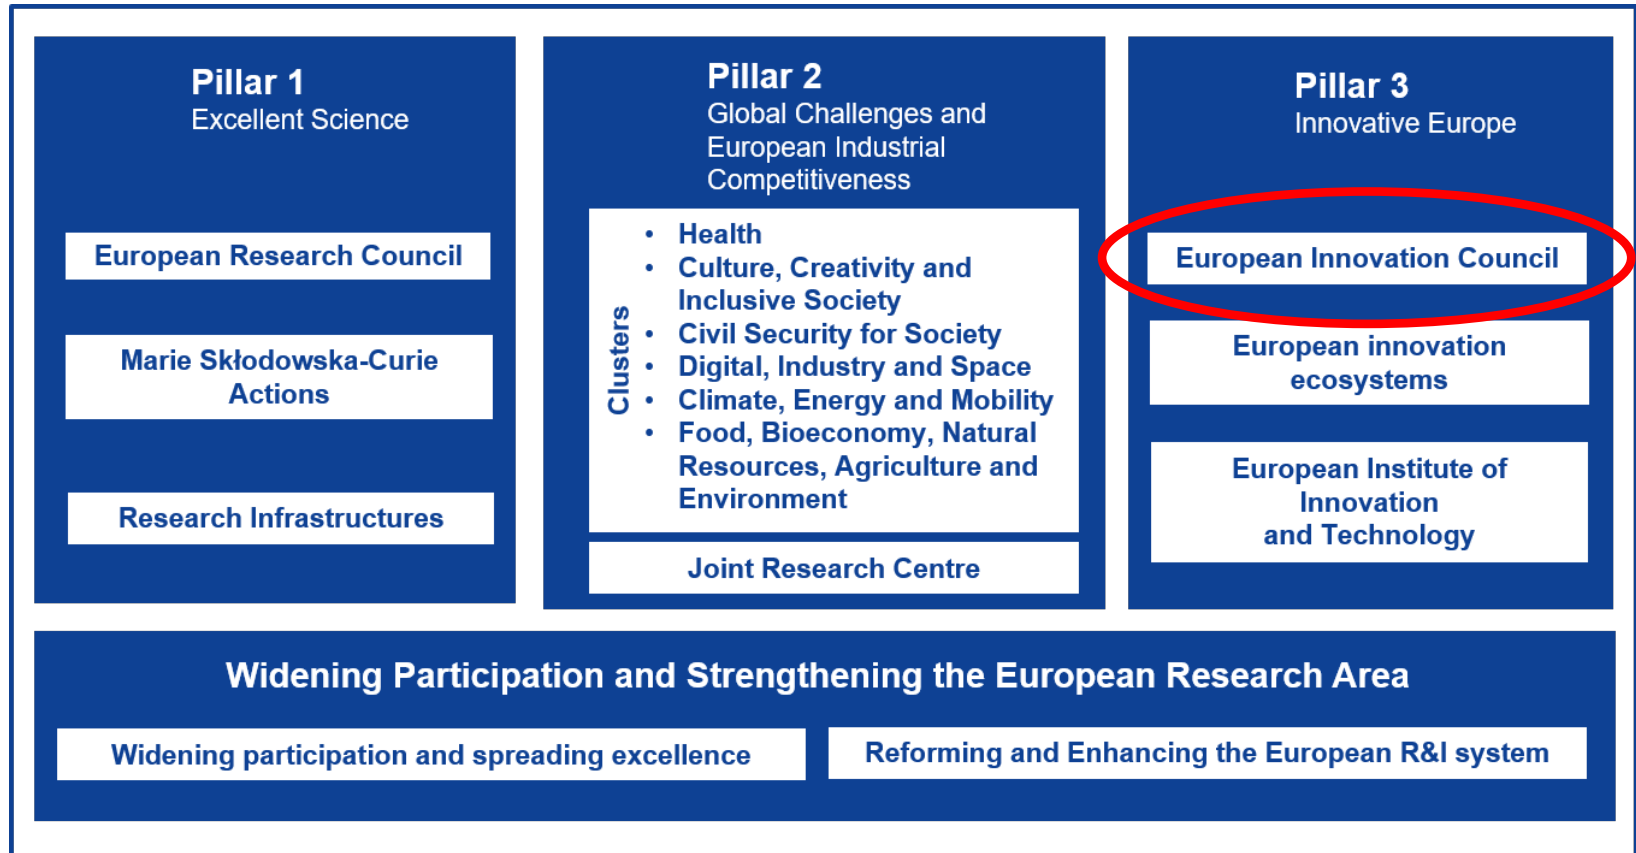 Pillar 1
Excellent Science
European Research Council
Marie Skłodowska-Curie
Actions
Research Infrastructures
Pillar 2
Global Challenges and
European Industrial
Competitiveness
Clusters
• Health
• Culture, Creativity and
Inclusive Society
• Civil Security for Society
• Digital, Industry and Space
• Climate, Energy and Mobility
• Food, Bioeconomy, Natural
Resources, Agriculture and
Environment
Joint Research Centre
Pillar 3
Innovative Europe
European Innovation Council
European innovation
ecosystems
European Institute of
Innovation
and Technology
Widening Participation and Strengthening the European Research Area
Widening participation and spreading excellence
Reforming and Enhancing the European R&I system